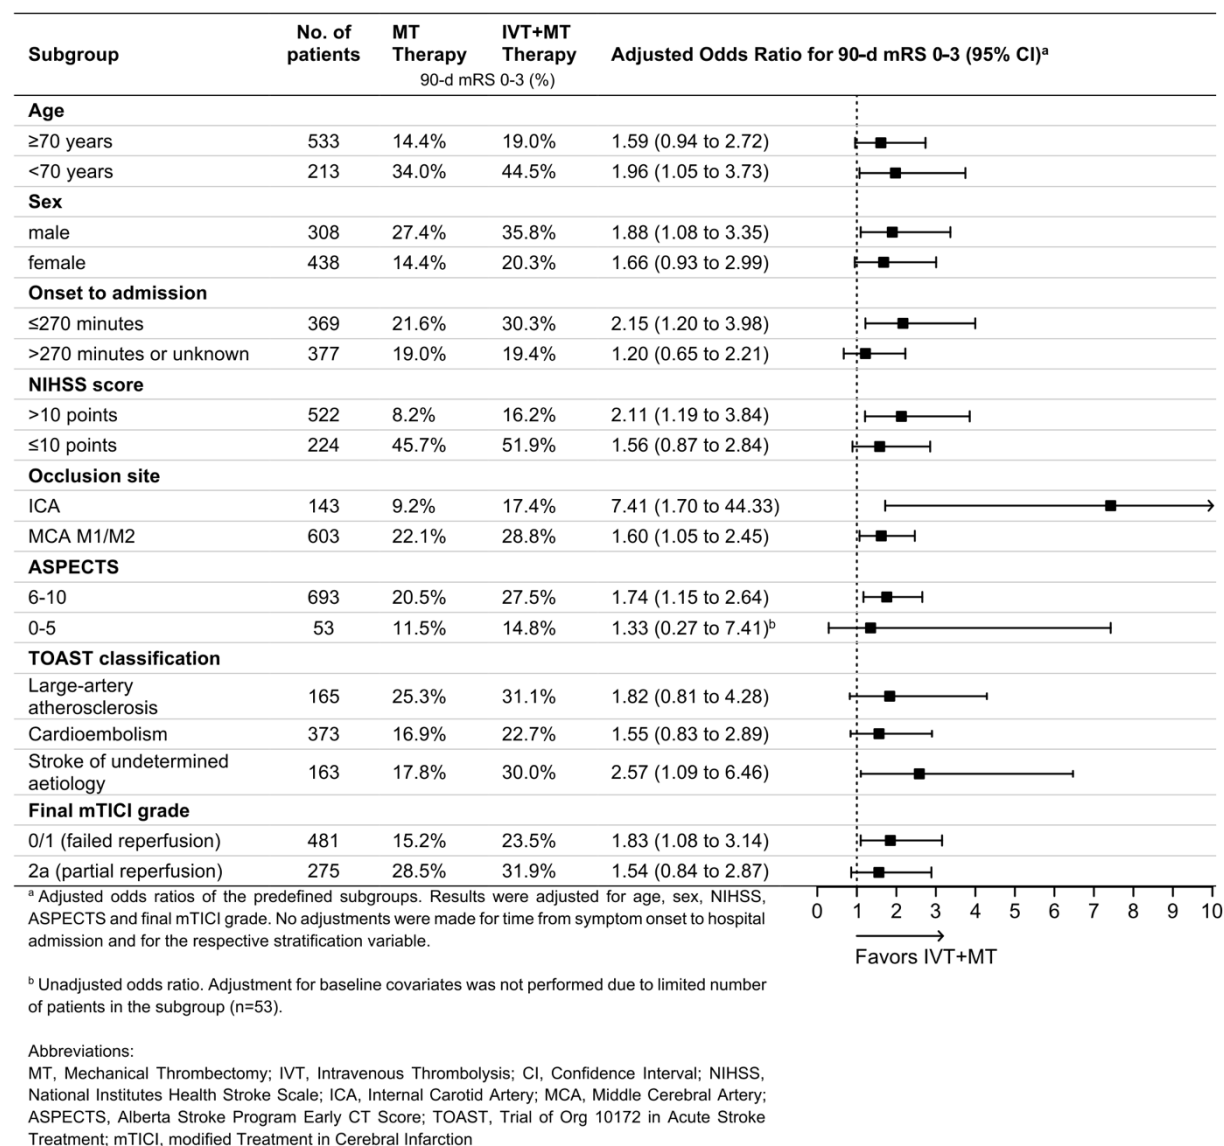 Subgroup No. of patients MT Therapy IVT+MT Therapy Adjusted Odds Ratio for 90-d mRS 0-3 (95% CI)ᵃ
90-d mRS 0-3 (%)
Age
≥70 years 533 14.4% 19.0% 1.59 (0.94 to 2.72)
<70 years 213 34.0% 44.5% 1.96 (1.05 to 3.73)
Sex
male 308 27.4% 35.8% 1.88 (1.08 to 3.35)
female 438 14.4% 20.3% 1.66 (0.93 to 2.99)
Onset to admission
≤270 minutes 369 21.6% 30.3% 2.15 (1.20 to 3.98)
>270 minutes or unknown 377 19.0% 19.4% 1.20 (0.65 to 2.21)
NIHSS score
>10 points 522 8.2% 16.2% 2.11 (1.19 to 3.84)
≤10 points 224 45.7% 51.9% 1.56 (0.87 to 2.84)
Occlusion site
ICA 143 9.2% 17.4% 7.41 (1.70 to 44.33)
MCA M1/M2 603 22.1% 28.8% 1.60 (1.05 to 2.45)
ASPECTS
6-10 693 20.5% 27.5% 1.74 (1.15 to 2.64)
0-5 53 11.5% 14.8% 1.33 (0.27 to 7.41)ᵇ
TOAST classification
Large-artery
atherosclerosis 165 25.3% 31.1% 1.82 (0.81 to 4.28)
Cardioembolism 373 16.9% 22.7% 1.55 (0.83 to 2.89)
Stroke of undetermined
aetiology 163 17.8% 30.0% 2.57 (1.09 to 6.46)
Final mTICI grade
0/1 (failed reperfusion) 481 15.2% 23.5% 1.83 (1.08 to 3.14)
2a (partial reperfusion) 275 28.5% 31.9% 1.54 (0.84 to 2.87)
0 1 2 3 4 5 6 7 8 9 10
Favors IVT+MT
ᵃ Adjusted odds ratios of the predefined subgroups. Results were adjusted for age, sex, NIHSS,
ASPECTS and final mTICI grade. No adjustments were made for time from symptom onset to hospital
admission and for the respective stratification variable.
ᵇ Unadjusted odds ratio. Adjustment for baseline covariates was not performed due to limited number
of patients in the subgroup (n=53).
Abbreviations:
MT, Mechanical Thrombectomy; IVT, Intravenous Thrombolysis; CI, Confidence Interval; NIHSS,
National Institutes Health Stroke Scale; ICA, Internal Carotid Artery; MCA, Middle Cerebral Artery;
ASPECTS, Alberta Stroke Program Early CT Score; TOAST, Trial of Org 10172 in Acute Stroke
Treatment; mTICI, modified Treatment in Cerebral Infarction